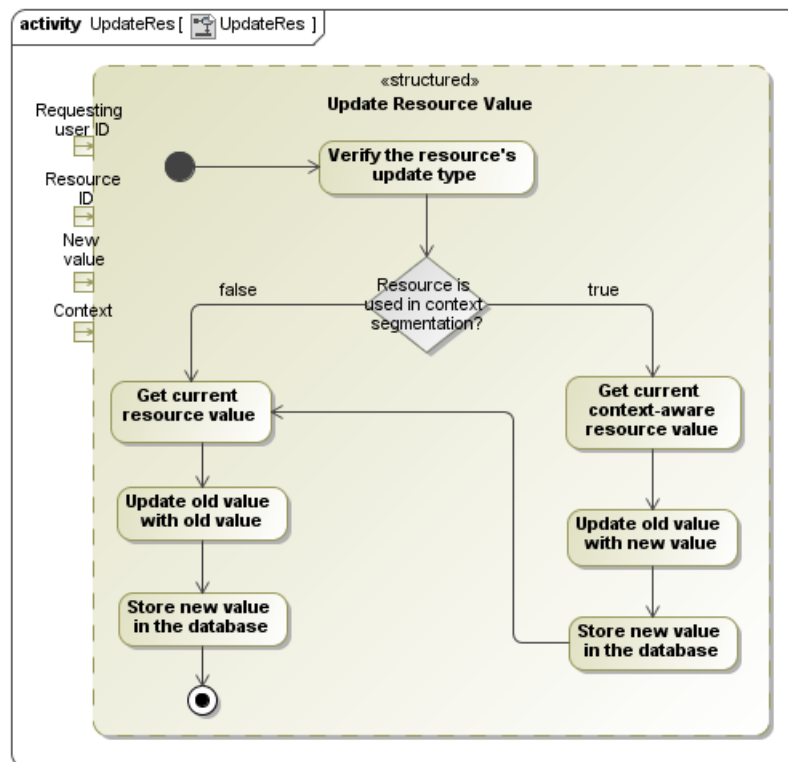 activity UpdateRes [ UpdateRes ]
«structured»
Update Resource Value
Requesting
user ID
Resource
ID
New
value
Context
Verify the resource's
update type
Resource is
used in context
segmentation?
false
true
Get current
resource value
Get current
context-aware
resource value
Update old value
with old value
Update old value
with new value
Store new value
in the database
Store new value
in the database